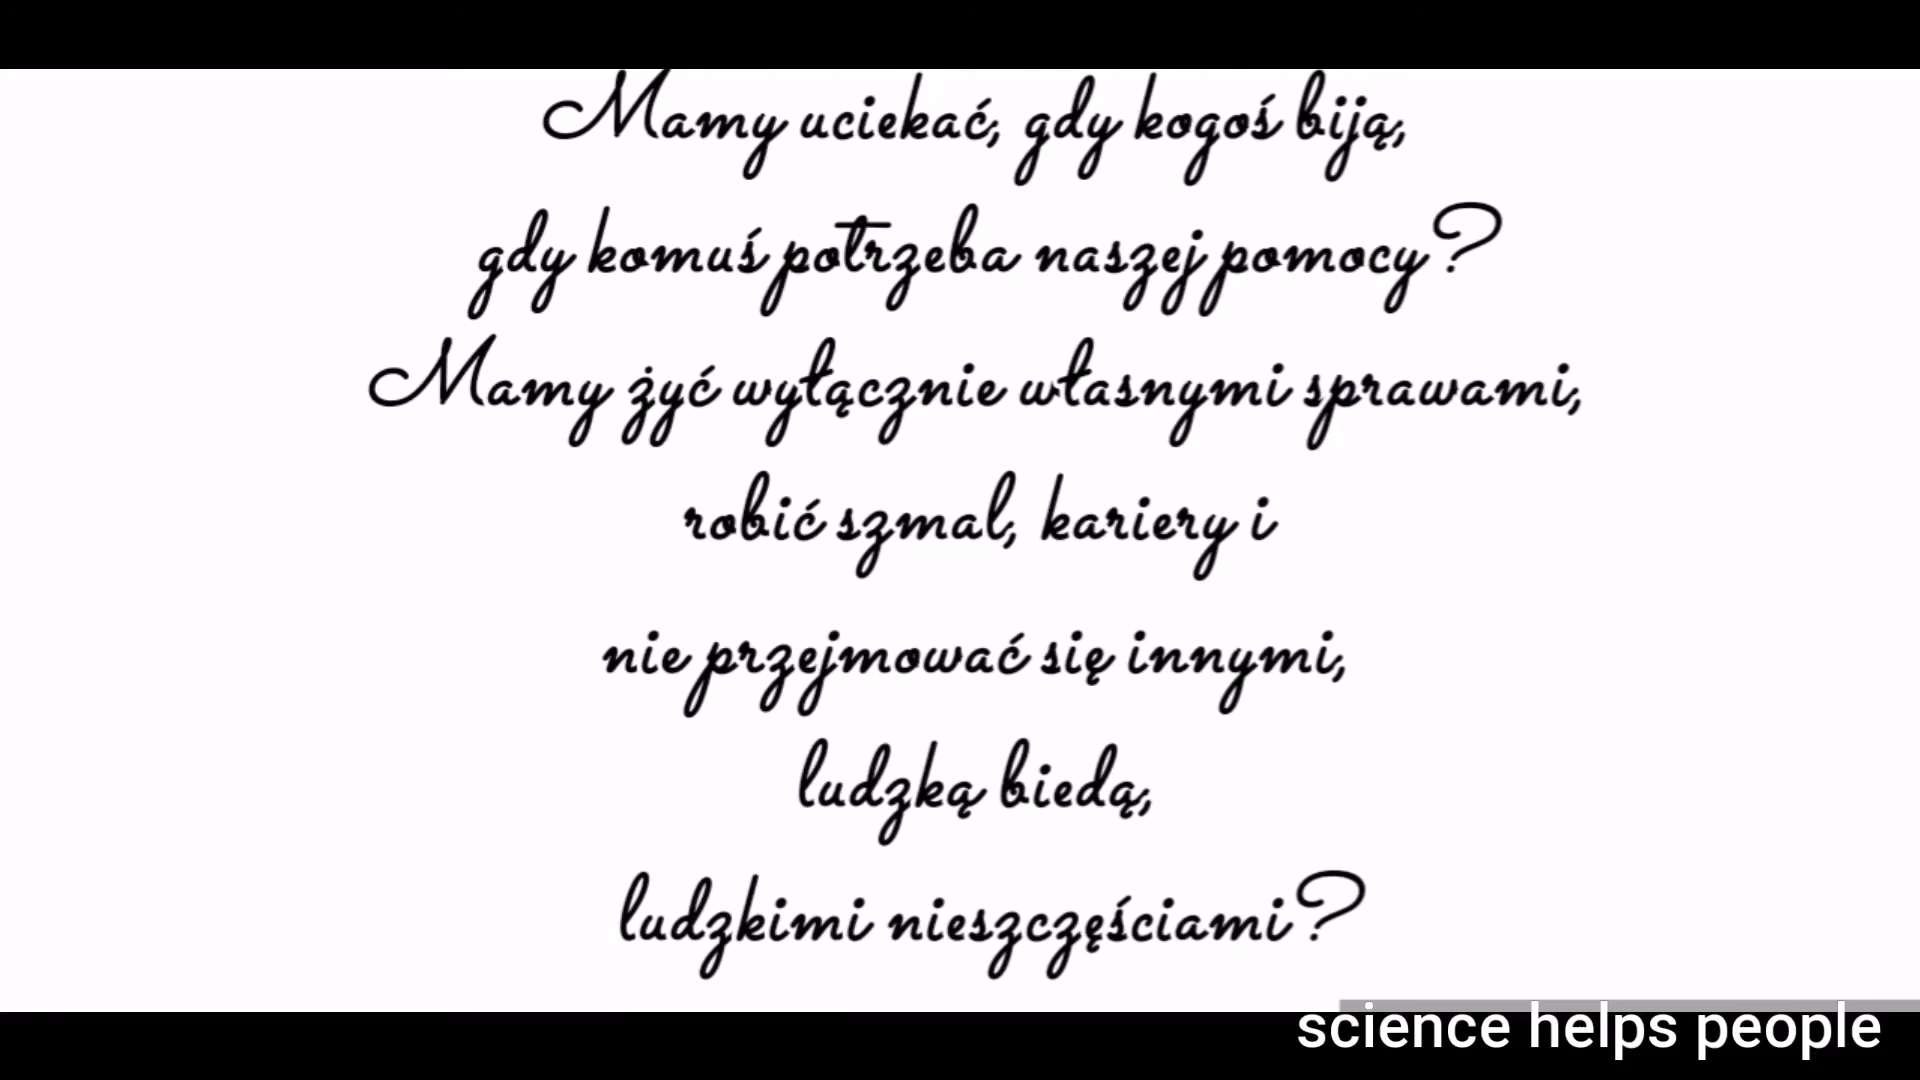 Mamy uciekać, gdy kogoś biją,
gdy komuś potrzeba naszej pomocy?
Mamy żyć wyłącznie własnymi sprawami,
robić szmal, kariery i
nie przejmować się innymi,
ludzką biedą,
ludzkimi nieszczęściami?
science helps people